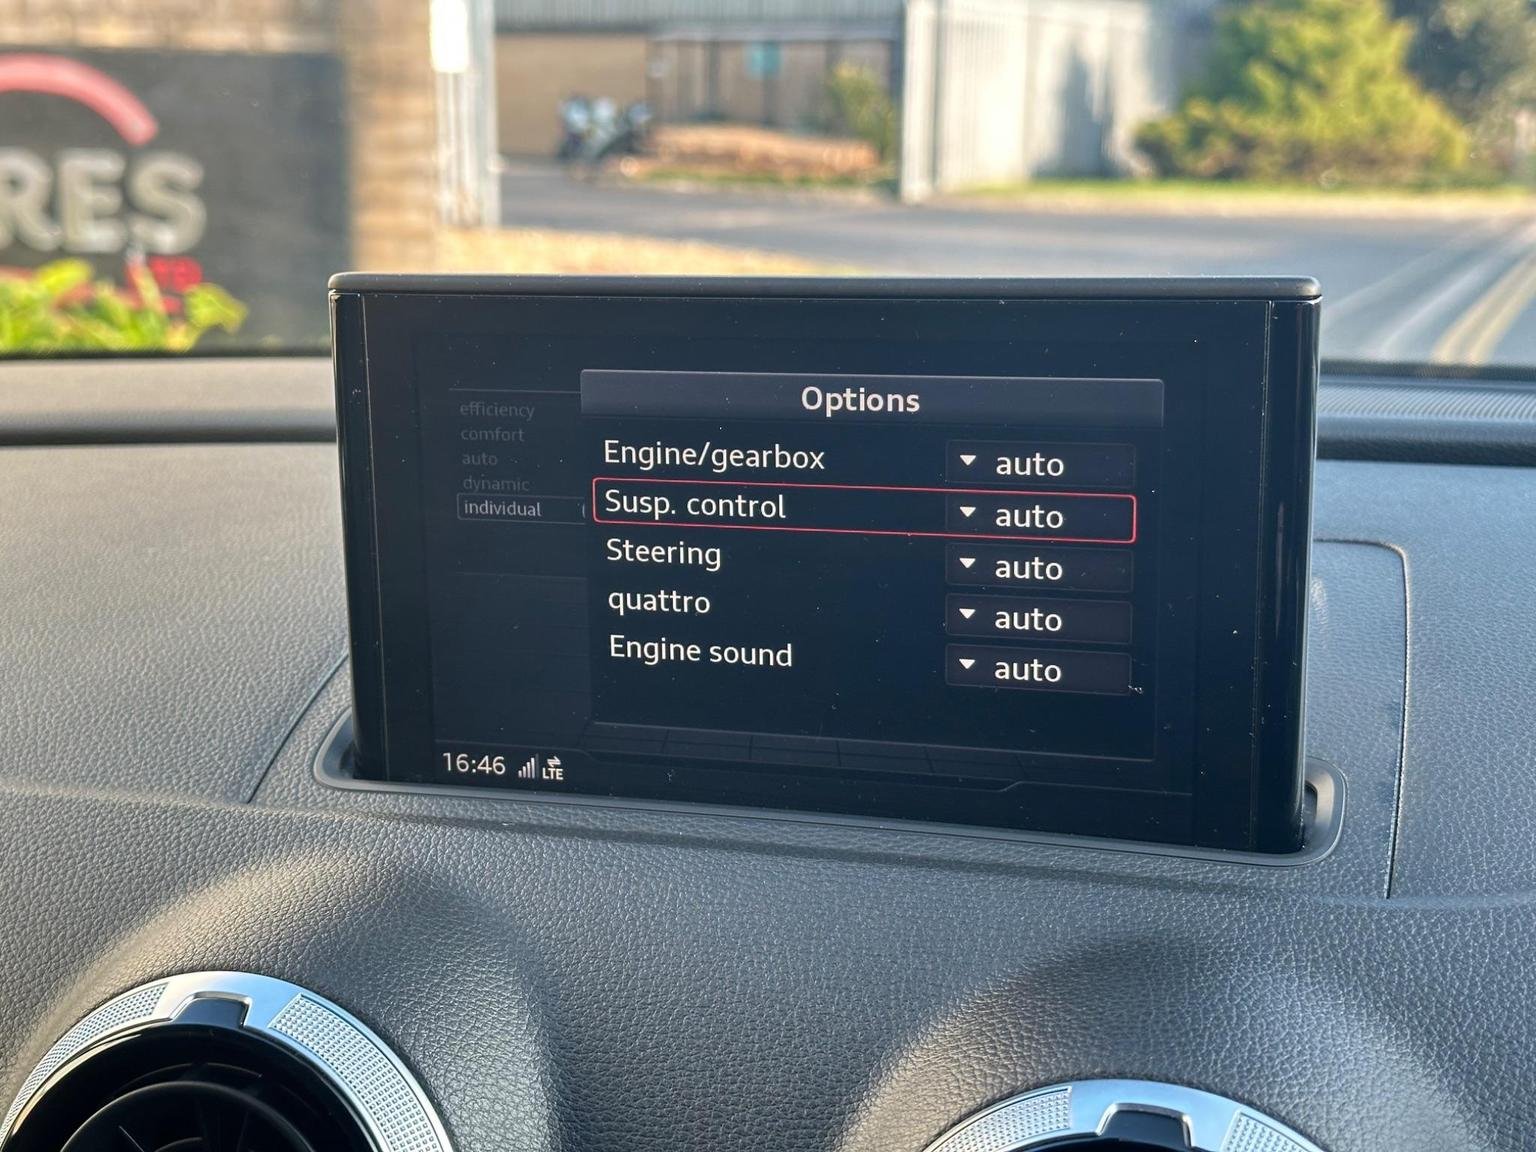 RES
LTD
Options
efficiency
comfort
auto
dynamic
individual
Engine/gearbox auto
Susp. control auto
Steering auto
quattro auto
Engine sound auto
16:46 LTE